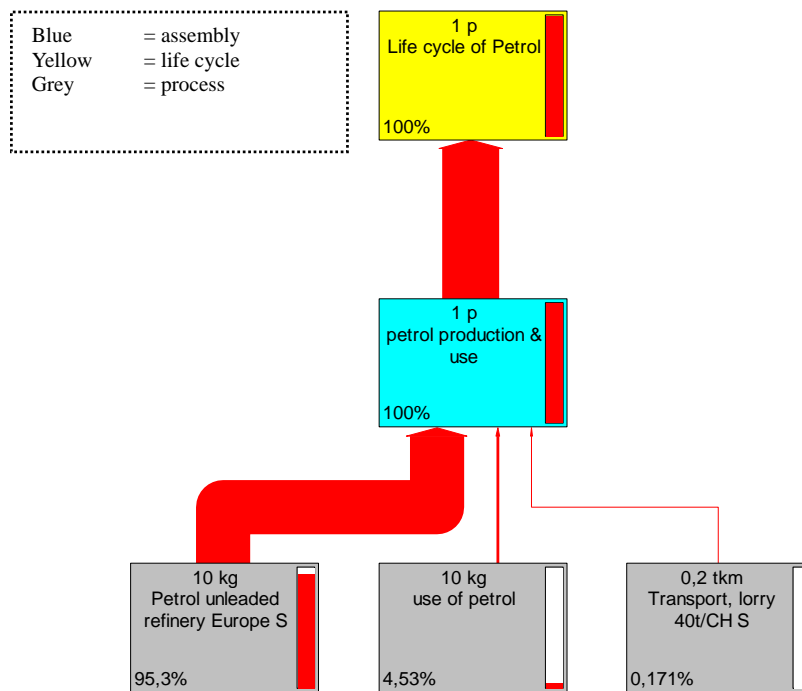 Blue = assembly
Yellow = life cycle
Grey = process
1 p
Life cycle of Petrol
100%
1 p
petrol production &
use
100%
10 kg
Petrol unleaded
refinery Europe S
95,3%
10 kg
use of petrol
4,53%
0,2 tkm
Transport, lorry
40t/CH S
0,171%